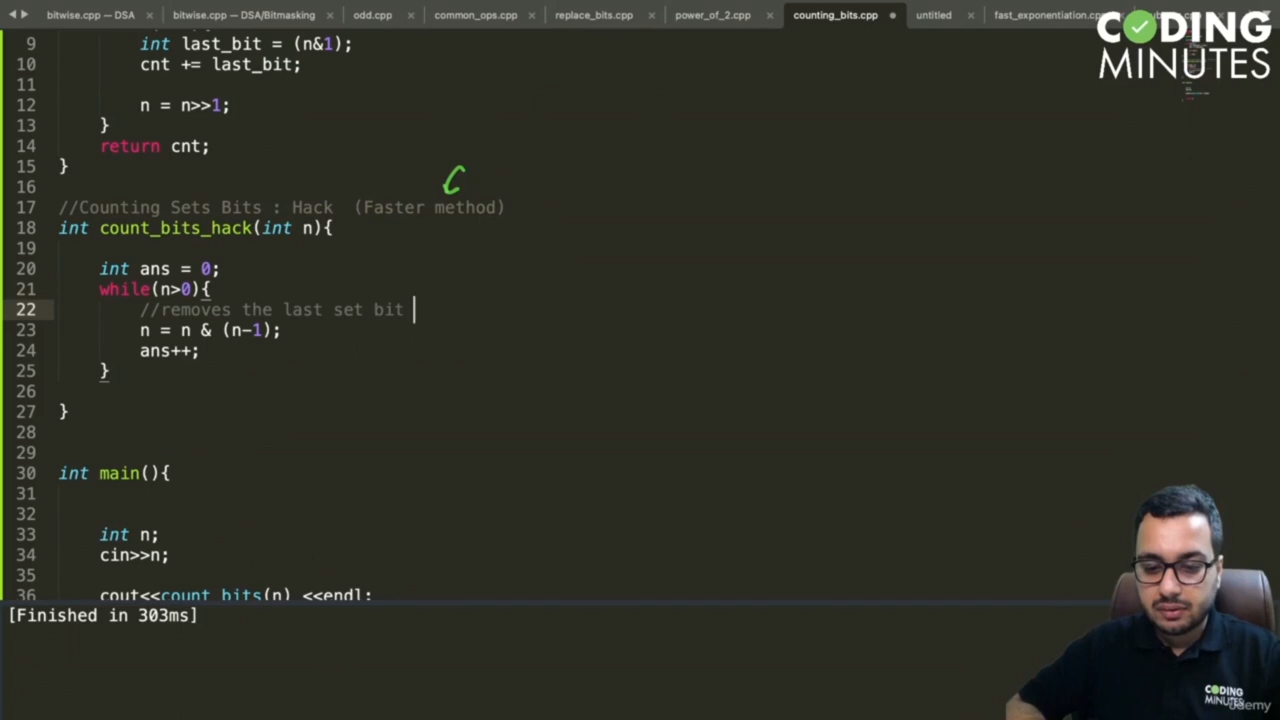 bitwise.cpp — DSA
bitwise.cpp — DSA/Bitmasking
odd.cpp
common_ops.cpp
replace_bits.cpp
power_of_2.cpp
counting_bits.cpp
untitled
fast_exponentiation.cpp
CODING
MINUTES
9 int last_bit = (n&1);
10 cnt += last_bit;
11
12 n = n>>1;
13 }
14 return cnt;
15 }
16
17 //Counting Sets Bits : Hack (Faster method)
18 int count_bits_hack(int n){
19
20 int ans = 0;
21 while(n>0){
22 //removes the last set bit
23 n = n & (n-1);
24 ans++;
25 }
26
27 }
28
29
30 int main(){
31
32
33 int n;
34 cin>>n;
35
36 cout<<count_bits(n) <<endl;
[Finished in 303ms]
CODING
MINUTES
Udemy